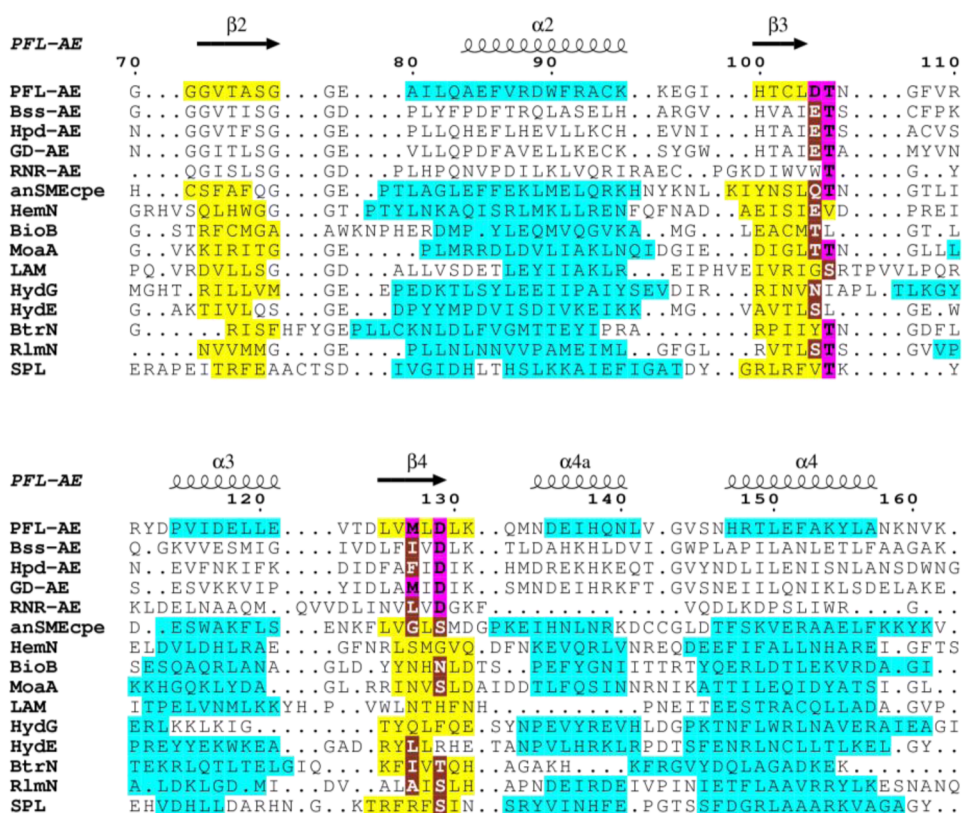 β2 α2 β3
PFL-AE
70 80 90 100 110
PFL-AE G...GGVTASG...GE....AILQAEFVRDWFRACK..KEGI...HTCLDTN....GFVR
Bss-AE G...GGVTISG...GD....PLYFPDFTRQLASELH..ARGV...HVAIETS....CFPK
Hpd-AE N...GGVTFSG...GE....PLLQHEFLHEVLLKCH..EVNI...HTAIETS....ACVS
GD-AE N...GGITLSG...GE....VLLQPDFAVELLKECK..SYGW...HTAIETA....MYVN
RNR-AE ....QGISLSG...GD....PLHPQNVPDILKLVQRIRAEC..PGKDIWVWT.....G..Y
anSMEcpe H...CSFAFQG...GE...PTLAGLEFFEKLMELQRKHNYKNL.KIYNSLQTN....GTLI
HemN GRHVSQLHWGG...GT.PTYLNKAQISRLMKLLRENFQFNAD..AEISIEVD....PREI
BioB G..STRFCMGA...AWKNPHERDMP.YLEQMVQGVKA..MG...LEACMTL.....GT.L
MoaA G..VKKIRITG...GE......PLMRRDLDVLIAKLNQIDGIE...DIGLTTN....GLLL
LAM PQ.VRDVLLSG...GD...ALLVSDETLEYIIAKLR...EIPHVEIVRIGSRTPVVLPQR
HydG MGHT.RILLVM...GE..EPEDKTLSYLEEIIPAIYSEVDIR...RINVNIAPL.TLKGY
HydE G..AKTIVLQS...GE...DPYYMPDVISDIVKEIKK...MG...VAVTLSL.....GE.W
BtrN G......RISFHFYGEPLLCKNLDLFVGMTTEYIPRA......RPIIYTN....GDFL
RlmN .....NVVMMG...GE....PLLNLNNVVPAMEIML..GFGL..RVTLSTS....GVVP
SPL ERAPEITRFEAACTSD...IVGIDHLTHSLKKAIEFIGATDY..GRLRFVTK.......Y
α3 β4 α4a α4
PFL-AE
120 130 140 150 160
PFL-AE RYDPVIDELLE....VTDLVMLDLK..QMNDEIHQNLV.GVSNHRTLEFAKYLANKNVK.
Bss-AE Q.GKVVESMIG....IVDLFIVDLK..TLDAHKHLDVI.GWPLAPILANLETLFAAGAK.
Hpd-AE N..EVFNKIFK....DIDFAFIDIK..HMDREKHKEQT.GVYNDLILENISNLANSDWNG
GD-AE S..ESVKKVIP....YIDLAMIDIK..SMNDEIHRKFT.GVSNEIILQNIKLSDELAKE.
RNR-AE KLDELNAAQM..QVVDLINVLVDGKF..............VQDLKDPSLIWR....G...
anSMEcpe D..ESWAKFLS...ENKFLVGLSMDGPKEIHNLNRKDCCGLDTFSKVERAAELFKKYKV.
HemN ELDVLDHLRAE....GFNRLSMGVQ.DFNKEVQRLVNREQDEEFIFALLNHAREI.GFTS
BioB SESQAQRLANA...GLD.YYNHNLDTS..PEFYGNIITTRTYQERLDTLEKVRDA.GI.
MoaA KKHGQKLYDA....GL.RRINVSLDAIDDTLFQSINNRNIKATTILEQIDYATSI.GL..
LAM ITPELVNMLKKYH.P..VWLNTHFNH..............PNEITEESTRACQLLADA.GVP.
HydG ERLKKLKIG.......TYQLFQESYNPEVYREVHLDGPKTNFLWRLNAVERAIEAGI
HydE PREYYEKWKEA...GAD.RYLLRHETANPVLHRKLRPDTSFENRLNCLLTLKEL.GY..
BtrN TEKRLQTLTELGIQ....KFIVTQH..AGAKH....KFRGVYDQLAGADKEK........
RlmN A.LDKLGD.MI...DV..ALAISLH..APNDEIRDEIVPINIETFLAAVRRYLKESNANQ
SPL EHVDHLLDARHN.G..KTRFRFSIN..SRYVINHFE.PGTSSFDGRLAAARKVAGAGY..